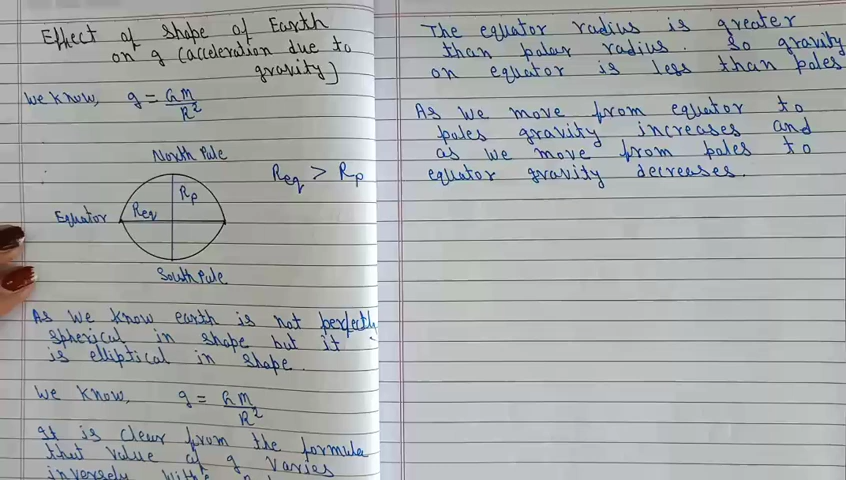 Effect of shape of Earth
on g (acceleration due to
gravity)
We know, g = GM
R²
North Pole
Req > Rp
Rp
Req
Equator
South Pole
As we know earth is not perfectly
spherical in shape but it
is elliptical in shape.
We know, g = GM
R²
It is clear from the formula
that value of g varies
inversely with
The equator radius is greater
than polar radius. So gravity
on equator is less than poles
As we move from equator to
poles gravity increases and
as we move from poles to
equator gravity decreases.